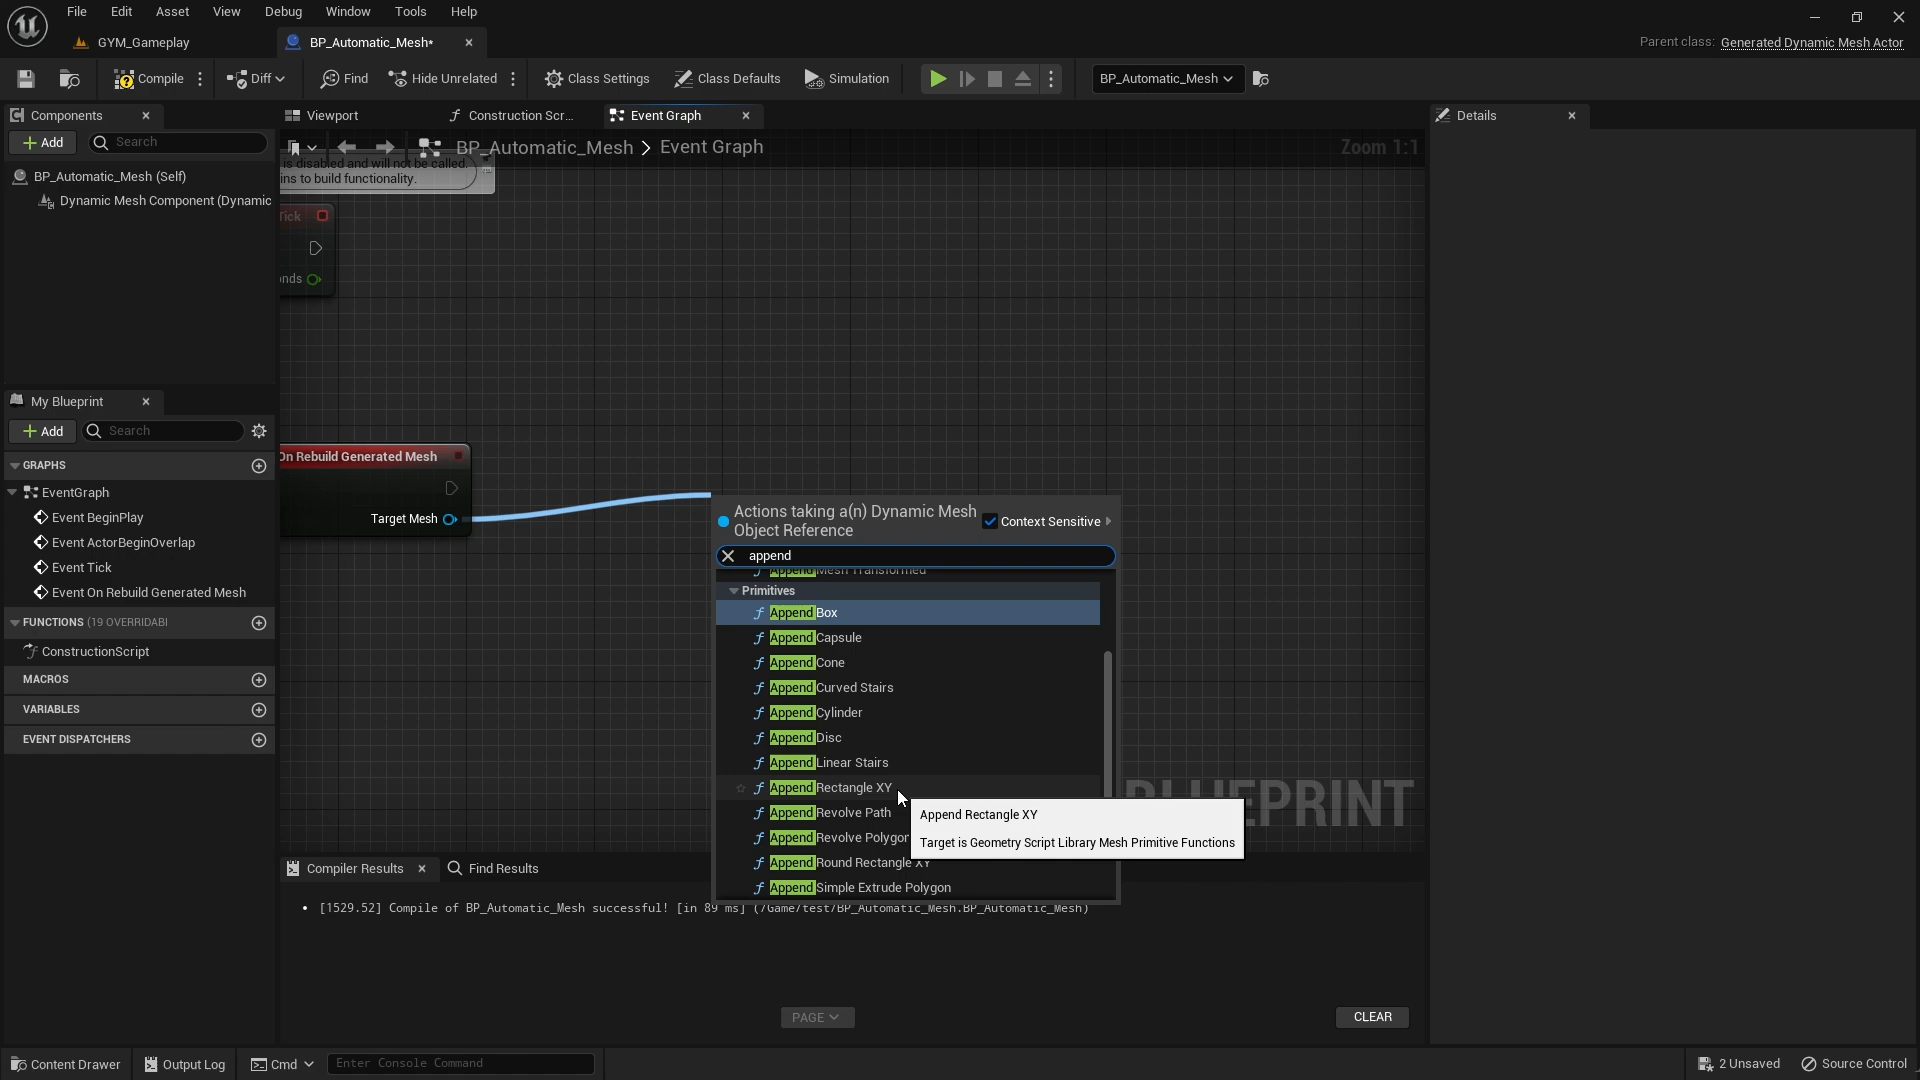 File Edit Asset View Debug Window Tools Help
GYM_Gameplay
BP_Automatic_Mesh*
Parent class: Generated Dynamic Mesh Actor
Compile
Diff
Find
Hide Unrelated
Class Settings
Class Defaults
Simulation
BP_Automatic_Mesh
Components
Add
Search
BP_Automatic_Mesh (Self)
Dynamic Mesh Component (Dynamic
My Blueprint
Add
Search
GRAPHS
EventGraph
Event BeginPlay
Event ActorBeginOverlap
Event Tick
Event On Rebuild Generated Mesh
FUNCTIONS (19 OVERRIDABI
ConstructionScript
MACROS
VARIABLES
EVENT DISPATCHERS
Viewport
Construction Scr...
Event Graph
BP_Automatic_Mesh > Event Graph
Zoom 1:1
is disabled and will not be called.
ins to build functionality.
Tick
onds
On Rebuild Generated Mesh
Target Mesh
Actions taking a(n) Dynamic Mesh
Object Reference
Context Sensitive
append
Append Mesh Transformed
Primitives
Append Box
Append Capsule
Append Cone
Append Curved Stairs
Append Cylinder
Append Disc
Append Linear Stairs
Append Rectangle XY
Append Revolve Path
Append Revolve Polygon
Append Round Rectangle XY
Append Simple Extrude Polygon
Append Rectangle XY
Target is Geometry Script Library Mesh Primitive Functions
BLUEPRINT
Compiler Results
Find Results
[1529.52] Compile of BP_Automatic_Mesh successful! [in 89 ms] (/Game/test/BP_Automatic_Mesh.BP_Automatic_Mesh)
PAGE
CLEAR
Details
Content Drawer
Output Log
Cmd
Enter Console Command
2 Unsaved
Source Control